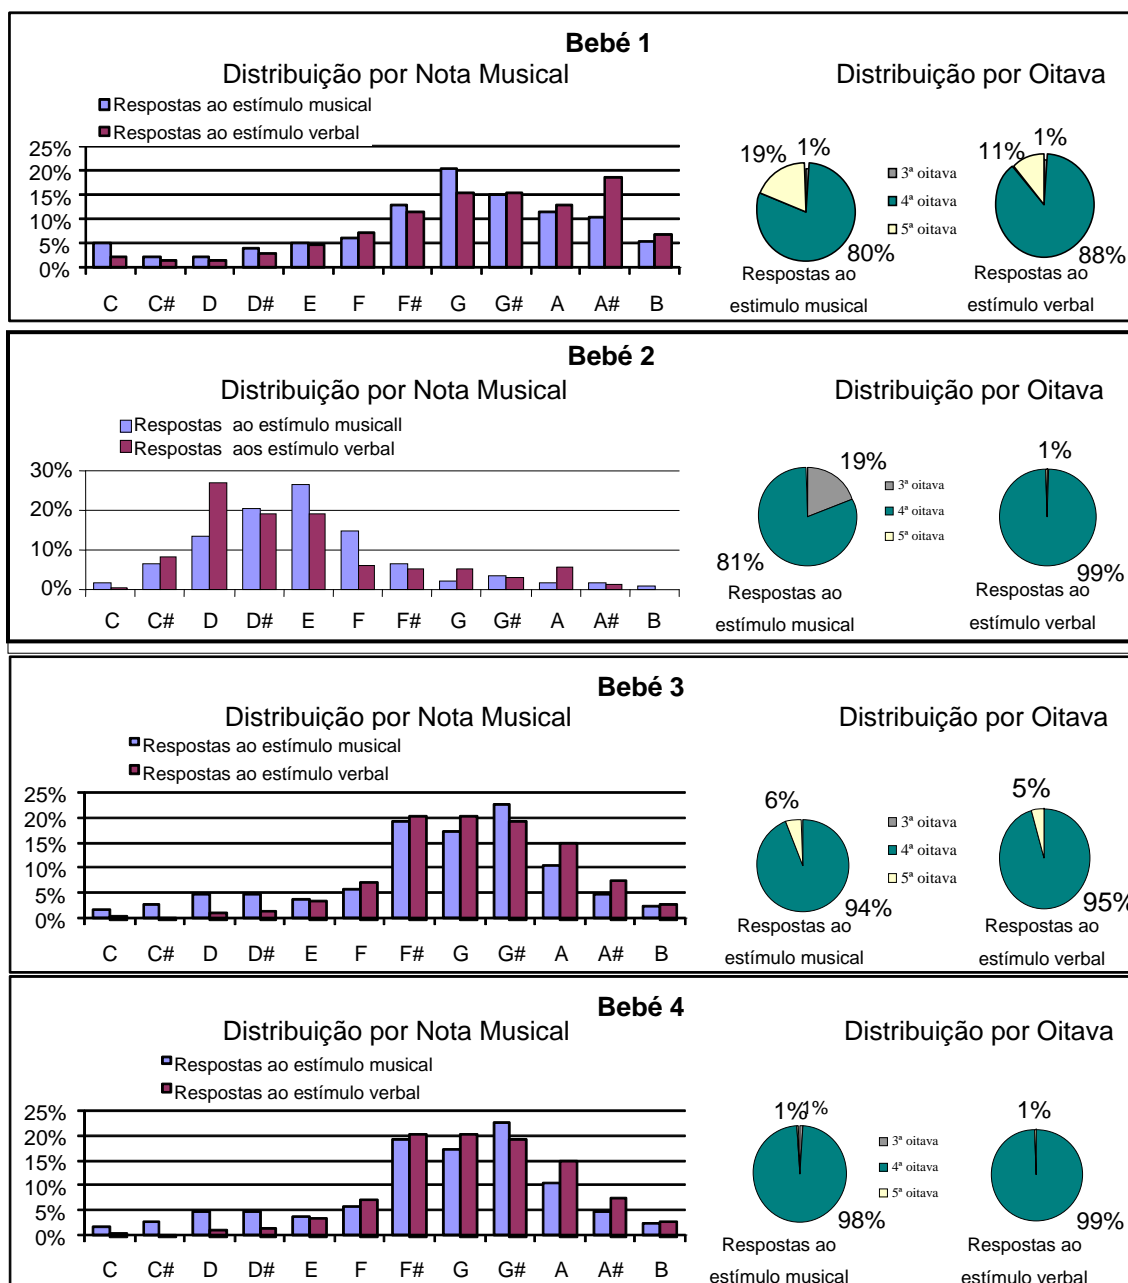 Bebé 1
Distribuição por Nota Musical
Distribuição por Oitava
Respostas ao estímulo musical
Respostas ao estímulo verbal
25%
20%
15%
10%
5%
0%
C C# D D# E F F# G G# A A# B
19% 1%
80%
3ª oitava
4ª oitava
5ª oitava
11% 1%
88%
Respostas ao
estimulo musical
Respostas ao
estímulo verbal
Bebé 2
Distribuição por Nota Musical
Distribuição por Oitava
Respostas ao estímulo musicall
Respostas aos estímulo verbal
30%
20%
10%
0%
C C# D D# E F F# G G# A A# B
19%
81%
3ª oitava
4ª oitava
5ª oitava
1%
99%
Respostas ao
estímulo musical
Respostas ao
estímulo verbal
Bebé 3
Distribuição por Nota Musical
Distribuição por Oitava
Respostas ao estímulo musical
Respostas ao estímulo verbal
25%
20%
15%
10%
5%
0%
C C# D D# E F F# G G# A A# B
6%
94%
3ª oitava
4ª oitava
5ª oitava
5%
95%
Respostas ao
estímulo musical
Respostas ao
estímulo verbal
Bebé 4
Distribuição por Nota Musical
Distribuição por Oitava
Respostas ao estímulo musical
Respostas ao estímulo verbal
25%
20%
15%
10%
5%
0%
C C# D D# E F F# G G# A A# B
1% 1%
98%
3ª oitava
4ª oitava
5ª oitava
1%
99%
Respostas ao
estímulo musical
Respostas ao
estímulo verbal